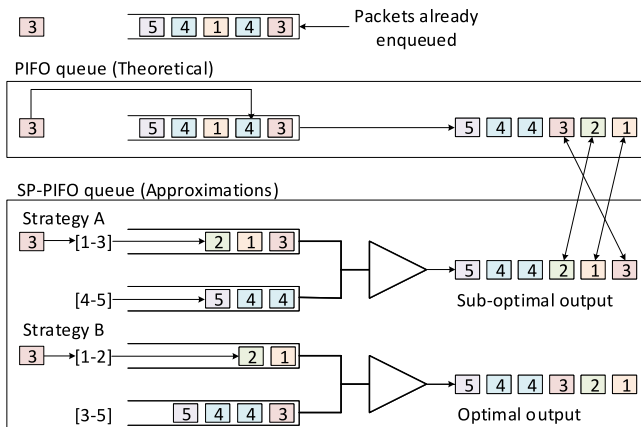 3 5 4 1 4 3 Packets already enqueued
PIFO queue (Theoretical)
3 5 4 1 4 3 5 4 4 3 2 1
SP-PIFO queue (Approximations)
Strategy A
3 [1-3] 2 1 3
5 4 4 2 1 3
[4-5] 5 4 4
Sub-optimal output
Strategy B
3 [1-2] 2 1
5 4 4 3 2 1
[3-5] 5 4 4 3
Optimal output